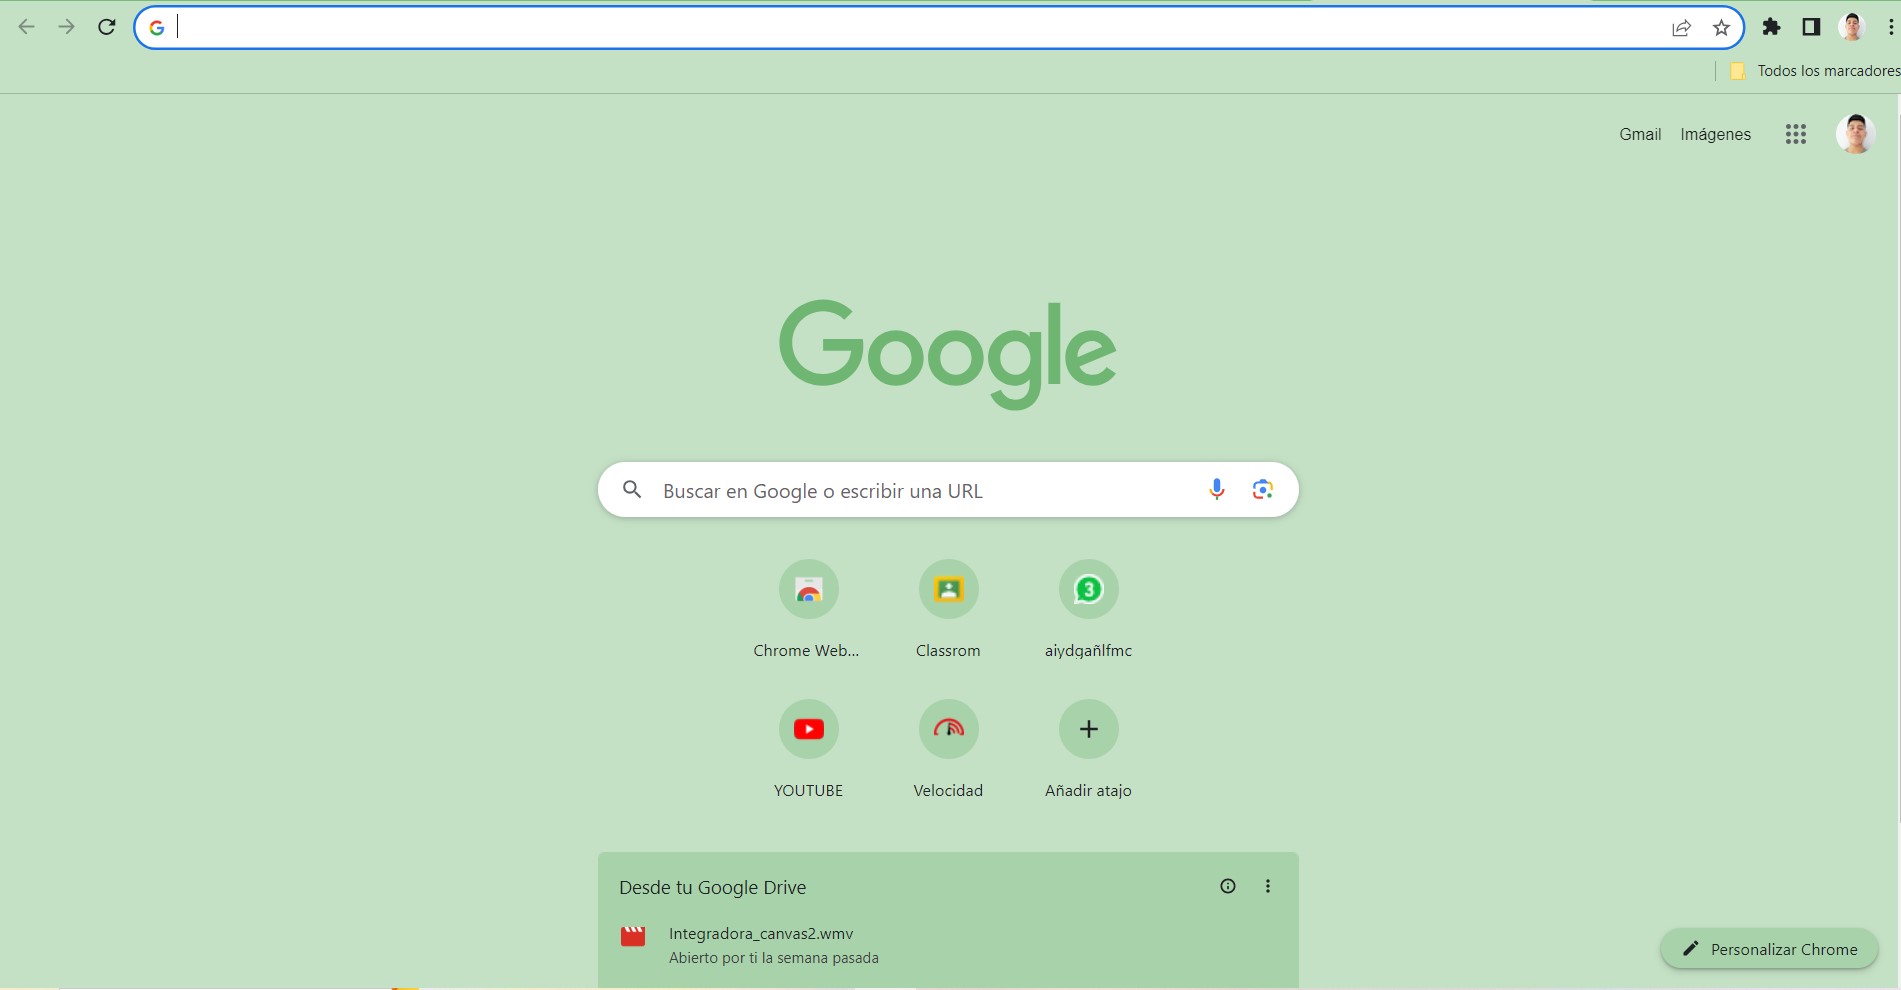 Todos los marcadores
Gmail Imágenes
Google
Buscar en Google o escribir una URL
3
Chrome Web... Classrom aiydgañlfmc
YOUTUBE Velocidad Añadir atajo
Desde tu Google Drive
Integradora_canvas2.wmv
Abierto por ti la semana pasada
Personalizar Chrome